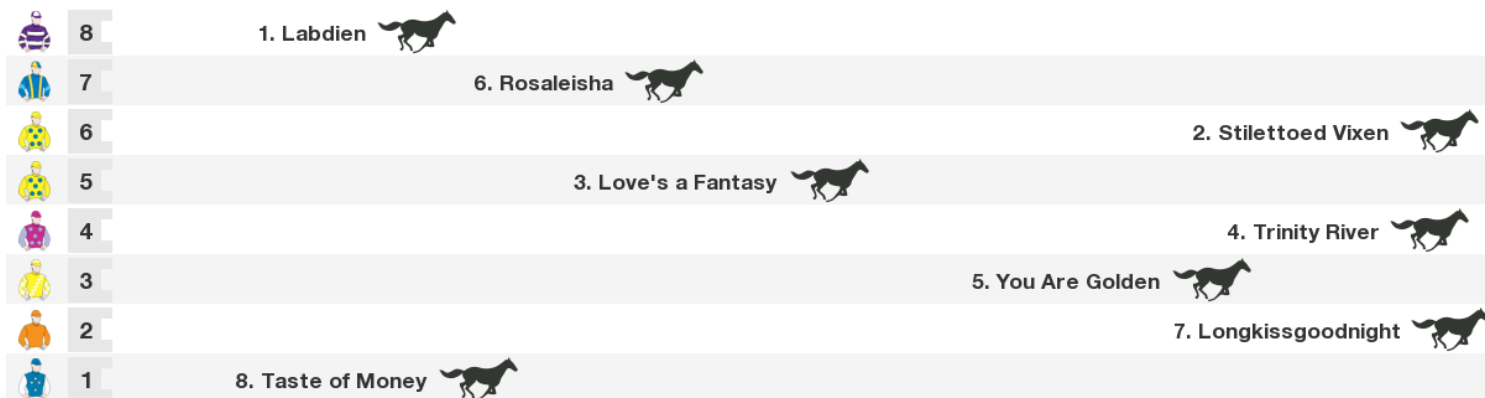 8 1. Labdien
7 6. Rosaleisha
6 2. Stilettoed Vixen
5 3. Love's a Fantasy
4 4. Trinity River
3 5. You Are Golden
2 7. Longkissgoodnight
1 8. Taste of Money